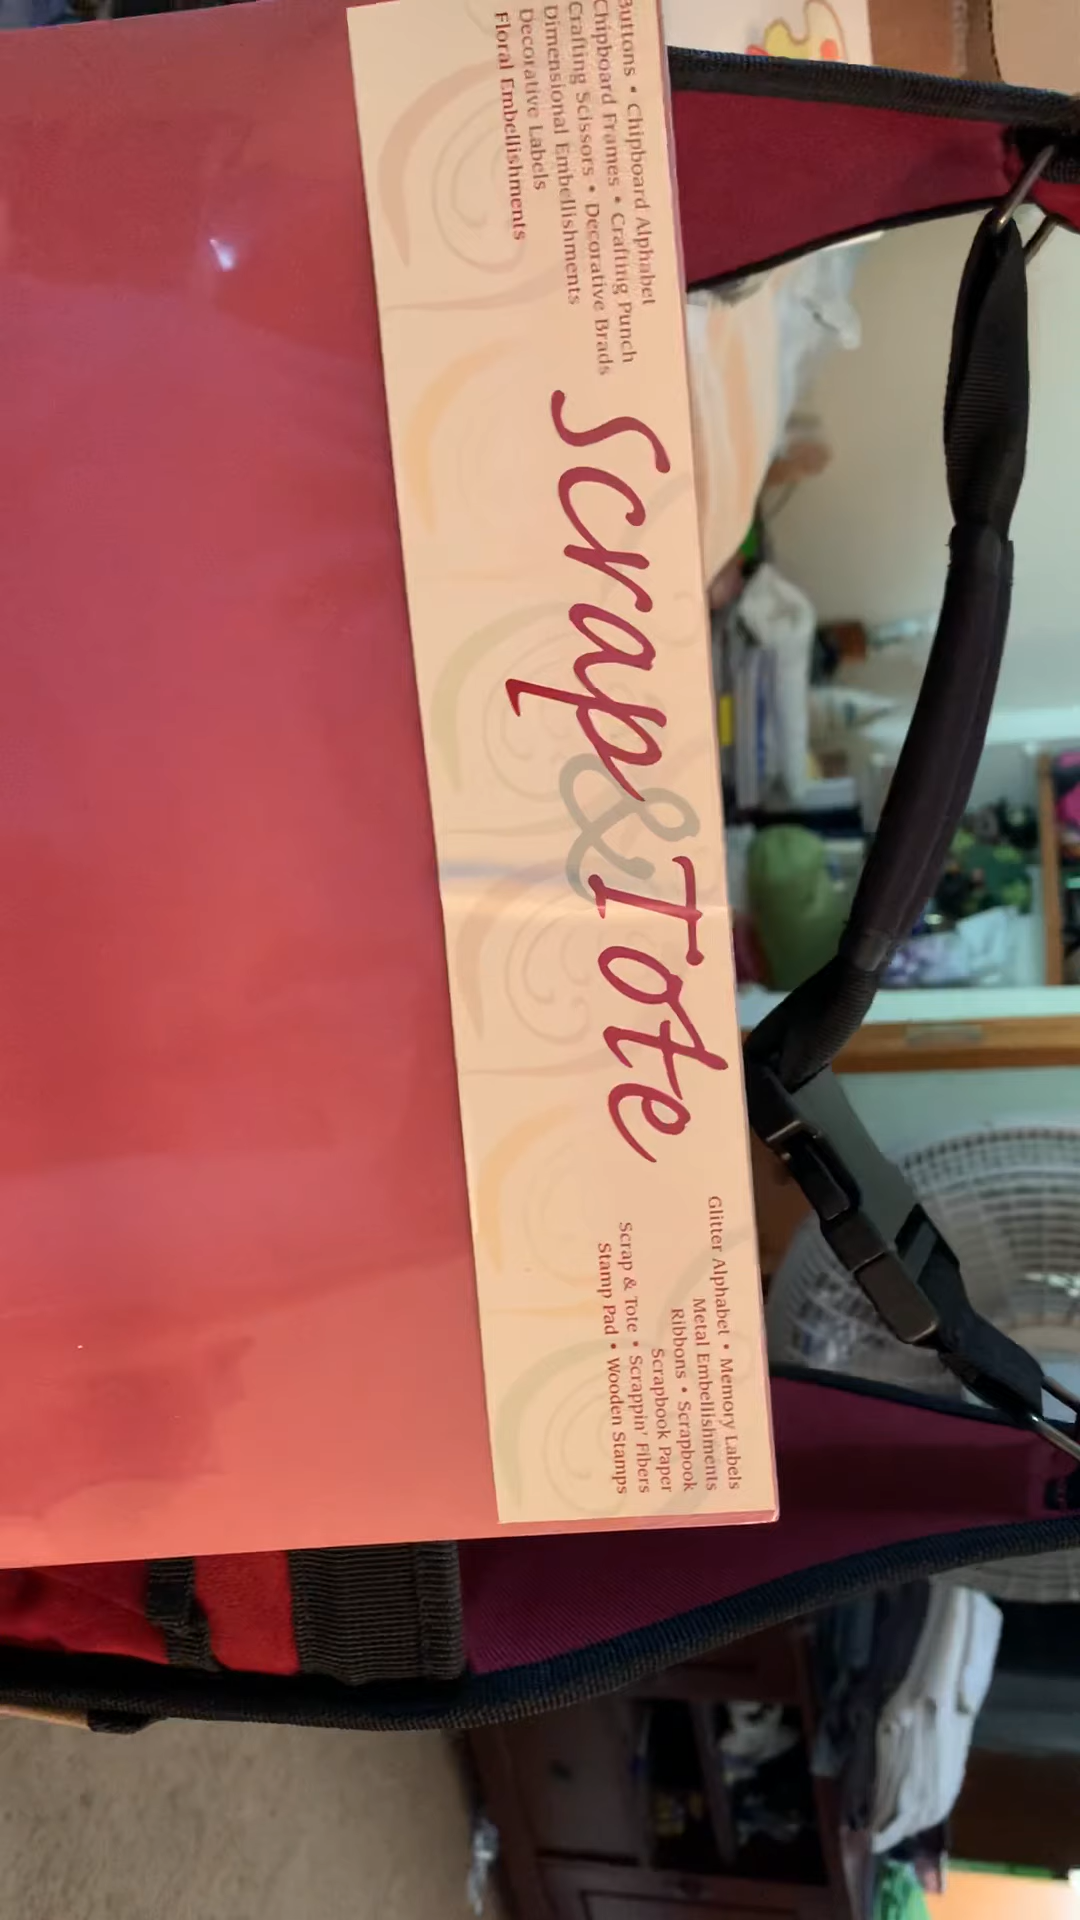 Buttons • Chipboard Alphabet
Chipboard Frames • Crafting Punch
Crafting Scissors • Decorative Brads
Dimensional Embellishments
Decorative Labels
Floral Embellishments
Scrap & Tote
Glitter Alphabet • Memory Labels
Metal Embellishments
Ribbons • Scrapbook
Scrapbook Paper
Scrap & Tote • Scrappin' Fibers
Stamp Pad • Wooden Stamps